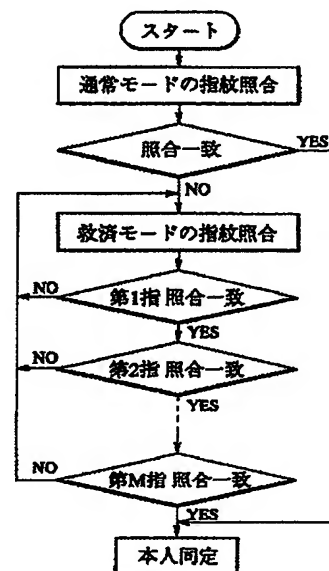 スタート
通常モードの指紋照合
照合一致
YES
NO
救済モードの指紋照合
NO
第1指 照合一致
YES
NO
第2指 照合一致
YES
NO
第M指 照合一致
YES
本人同定